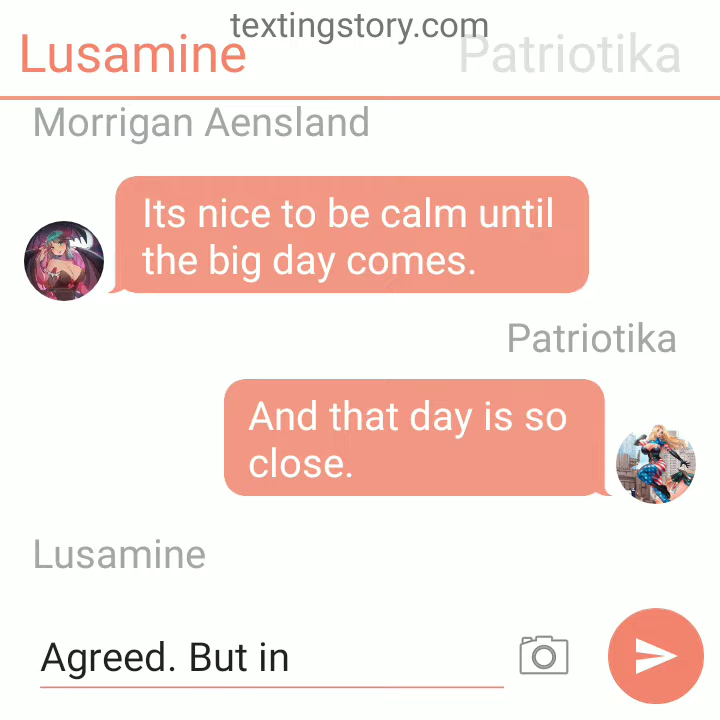 textingstory.com
Lusamine Patriotika
Morrigan Aensland
Its nice to be calm until
the big day comes.
Patriotika
And that day is so
close.
Lusamine
Agreed. But in